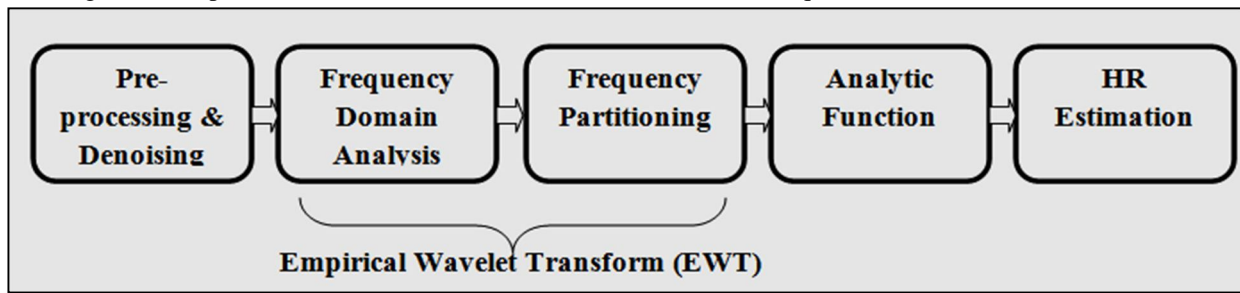 Pre-
processing &
Denoising
Frequency
Domain
Analysis
Frequency
Partitioning
Analytic
Function
HR
Estimation
Empirical Wavelet Transform (EWT)